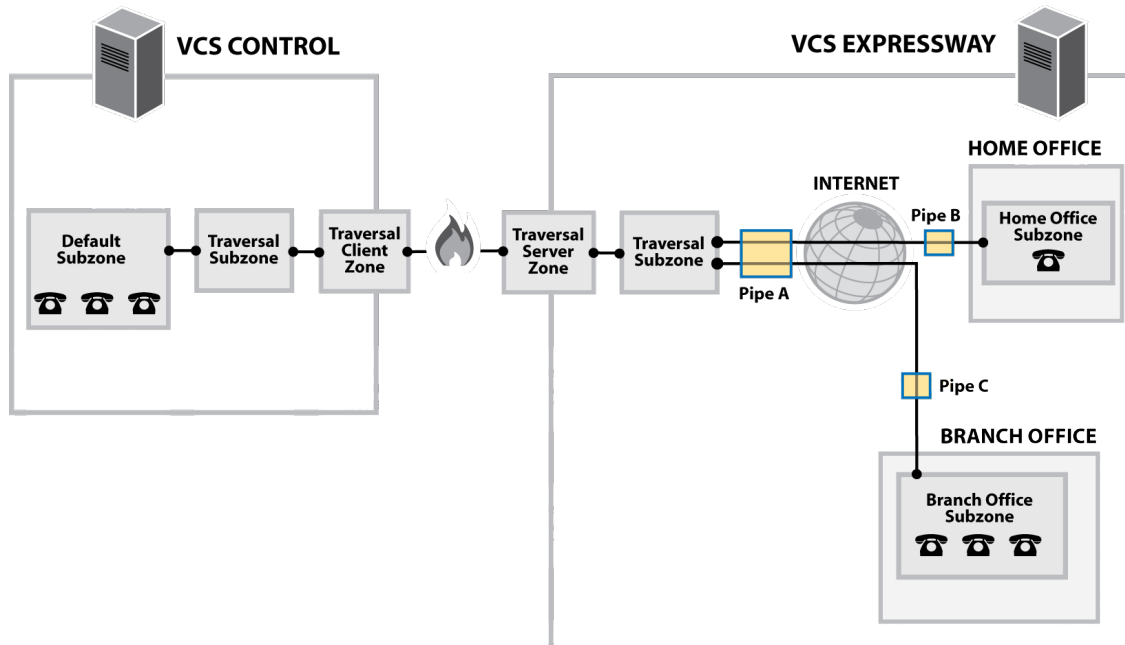 VCS CONTROL
VCS EXPRESSWAY
HOME OFFICE
INTERNET
Pipe B
Home Office
Subzone
Default
Subzone
Traversal
Subzone
Traversal
Client
Zone
Traversal
Server
Zone
Traversal
Subzone
Pipe A
Pipe C
BRANCH OFFICE
Branch Office
Subzone